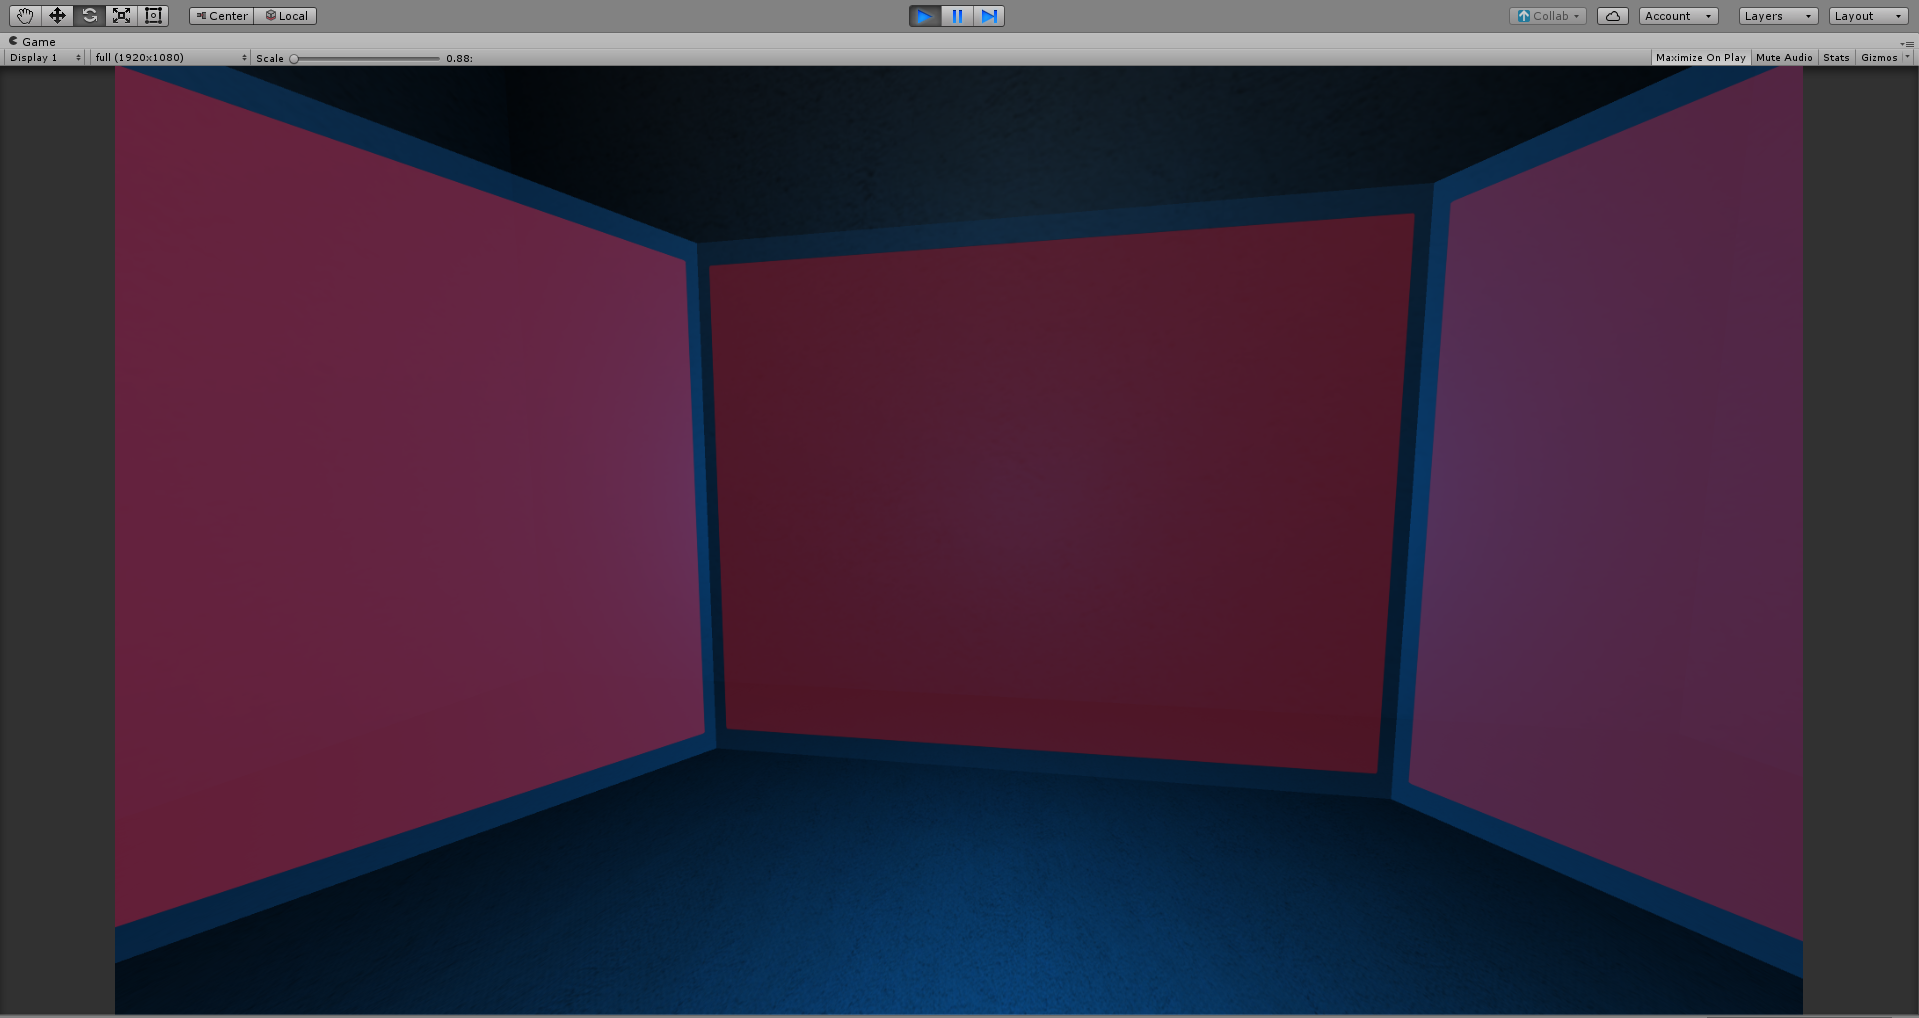 Center Local Collab Account Layers Layout
Game
Display 1 full (1920x1080) Scale 0.88: Maximize On Play Mute Audio Stats Gizmos